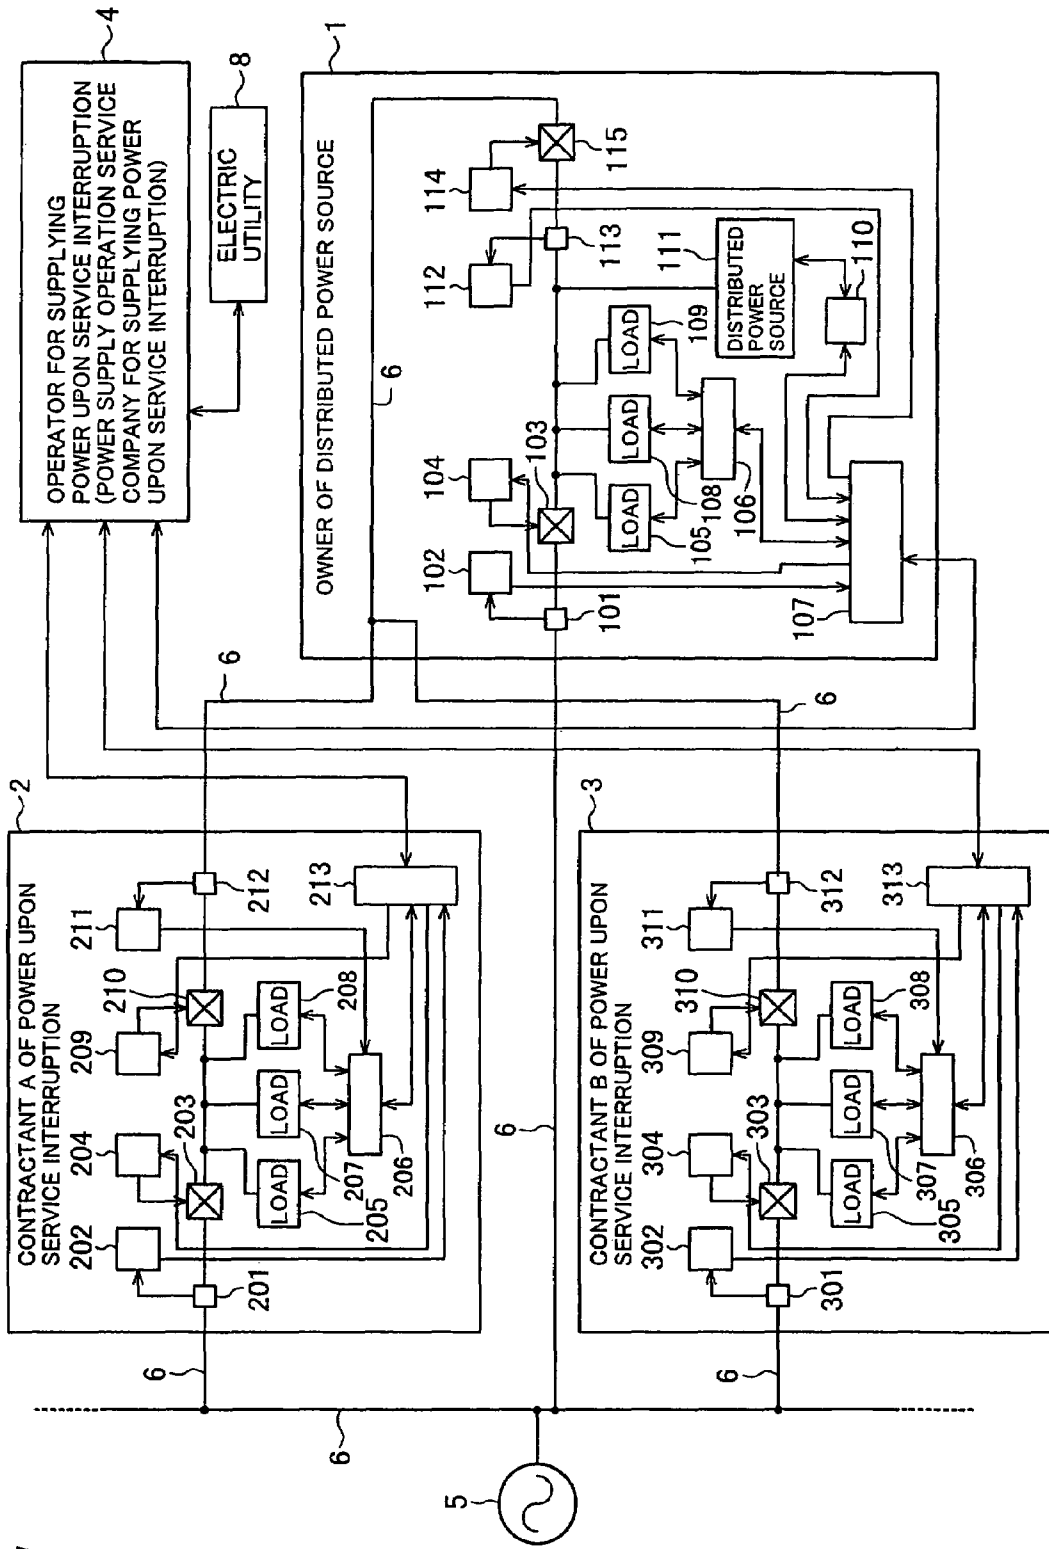 OPERATOR FOR SUPPLYING
POWER UPON SERVICE INTERRUPTION
(POWER SUPPLY OPERATION SERVICE
COMPANY FOR SUPPLYING POWER
UPON SERVICE INTERRUPTION)
4
ELECTRIC
UTILITY
8
CONTRACTANT A OF POWER UPON
SERVICE INTERRUPTION
2
202
204
203
209
210
211
201
LOAD
205
LOAD
207
LOAD
208
206
212
213
6
6
6
OWNER OF DISTRIBUTED POWER SOURCE
1
6
102
104
103
112
114
101
LOAD
105
LOAD
108
LOAD
109
106
113
115
111
DISTRIBUTED
POWER
SOURCE
110
107
5
6
CONTRACTANT B OF POWER UPON
SERVICE INTERRUPTION
3
302
304
303
309
310
311
301
LOAD
305
LOAD
307
LOAD
308
306
312
313
6
6